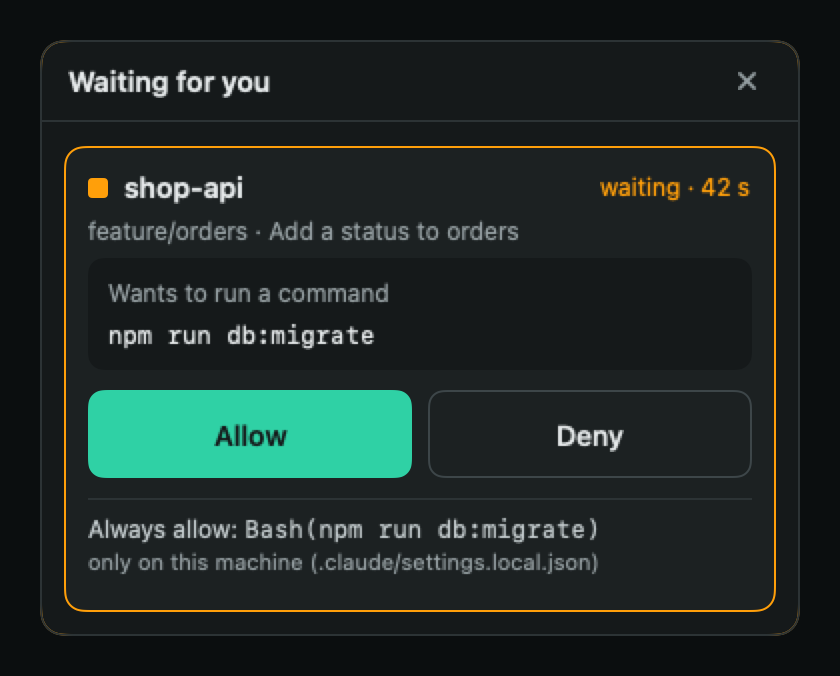 Waiting for you
shop-api
waiting · 42 s
feature/orders · Add a status to orders
Wants to run a command
npm run db:migrate
Allow
Deny
Always allow: Bash(npm run db:migrate)
only on this machine (.claude/settings.local.json)